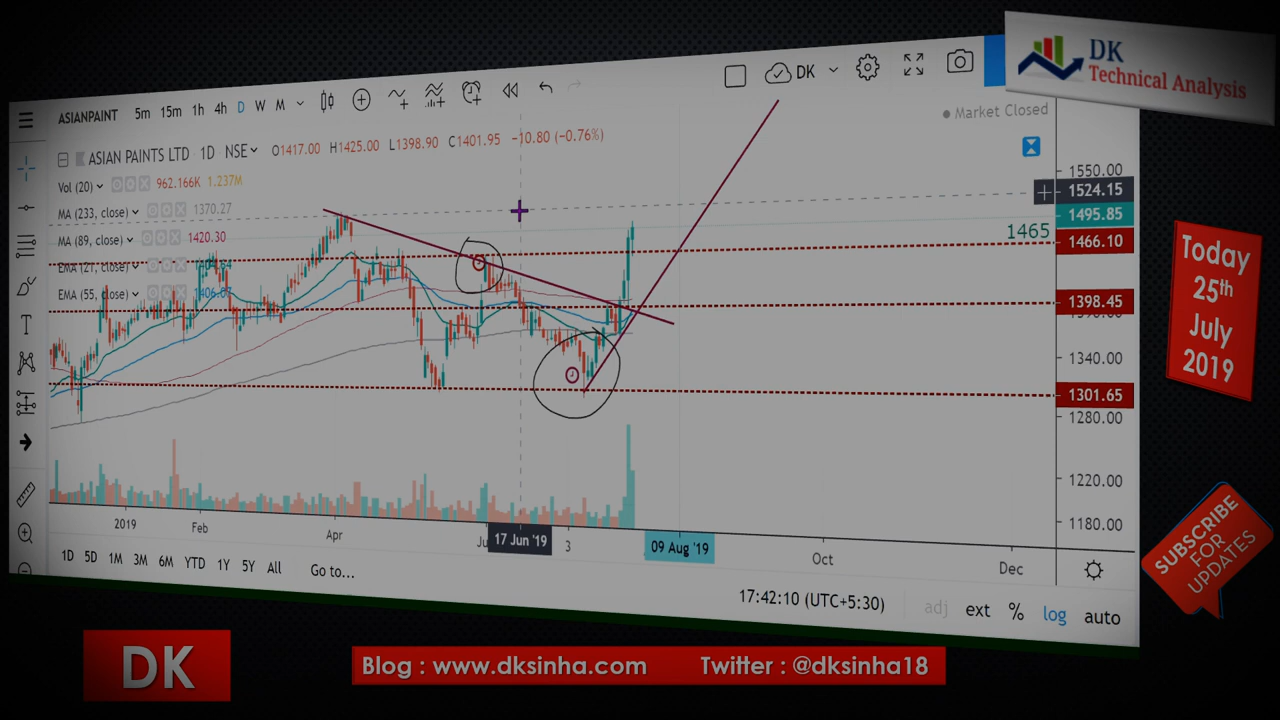 DK
Technical Analysis
ASIANPAINT 5m 15m 1h 4h D W M
DK
Market Closed
ASIAN PAINTS LTD 1D NSE O1417.00 H1425.00 L1398.90 C1401.95 −10.80 (−0.76%)
Vol (20) 962.166K 1.237M
MA (233, close) 1370.27
MA (89, close) 1420.30
EMA (21, close)
EMA (55, close)
1550.00
1524.15
1495.85
1465
1466.10
1398.45
1340.00
1301.65
1280.00
1220.00
1180.00
2019 Feb Apr 17 Jun '19 3 09 Aug '19 Oct Dec
1D 5D 1M 3M 6M YTD 1Y 5Y All Go to...
17:42:10 (UTC+5:30) adj ext % log auto
Today
25th
July
2019
SUBSCRIBE
FOR
UPDATES
DK
Blog : www.dksinha.com Twitter : @dksinha18